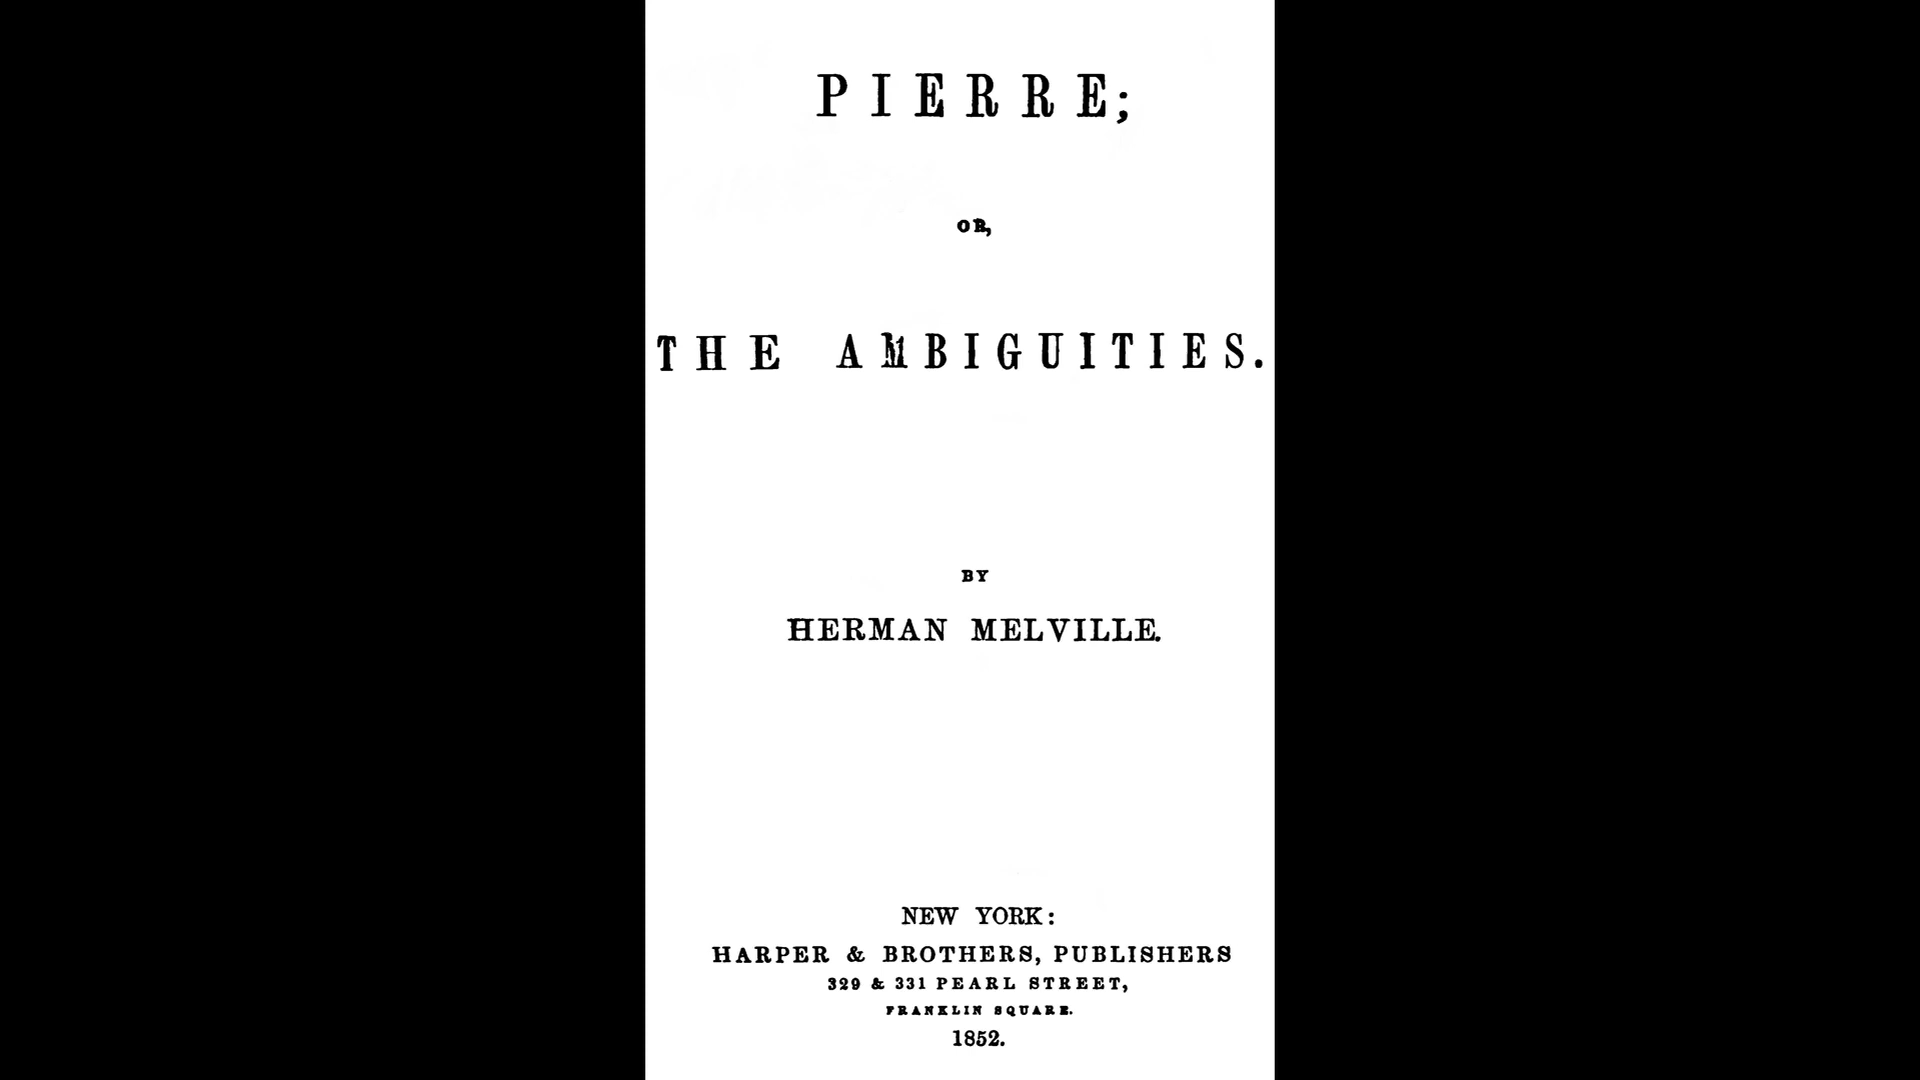 PIERRE;
OR,
THE AMBIGUITIES.
BY
HERMAN MELVILLE.
NEW YORK:
HARPER & BROTHERS, PUBLISHERS
329 & 331 PEARL STREET,
FRANKLIN SQUARE.
1852.